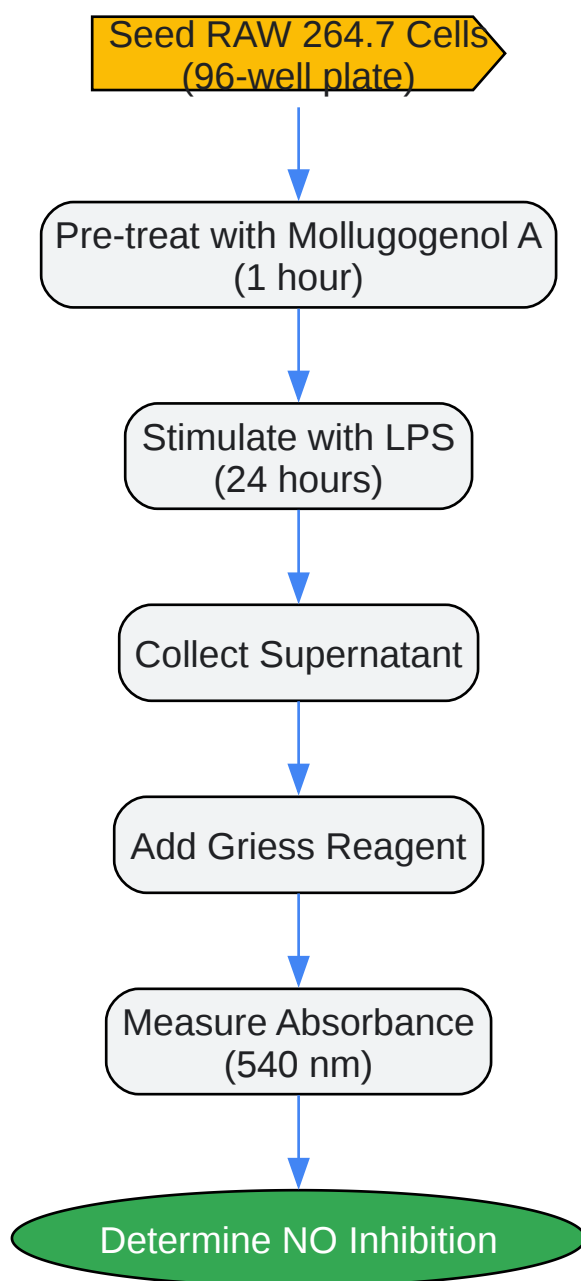 Seed RAW 264.7 Cells
(96-well plate)
Pre-treat with Mollugogenol A
(1 hour)
Stimulate with LPS
(24 hours)
Collect Supernatant
Add Griess Reagent
Measure Absorbance
(540 nm)
Determine NO Inhibition